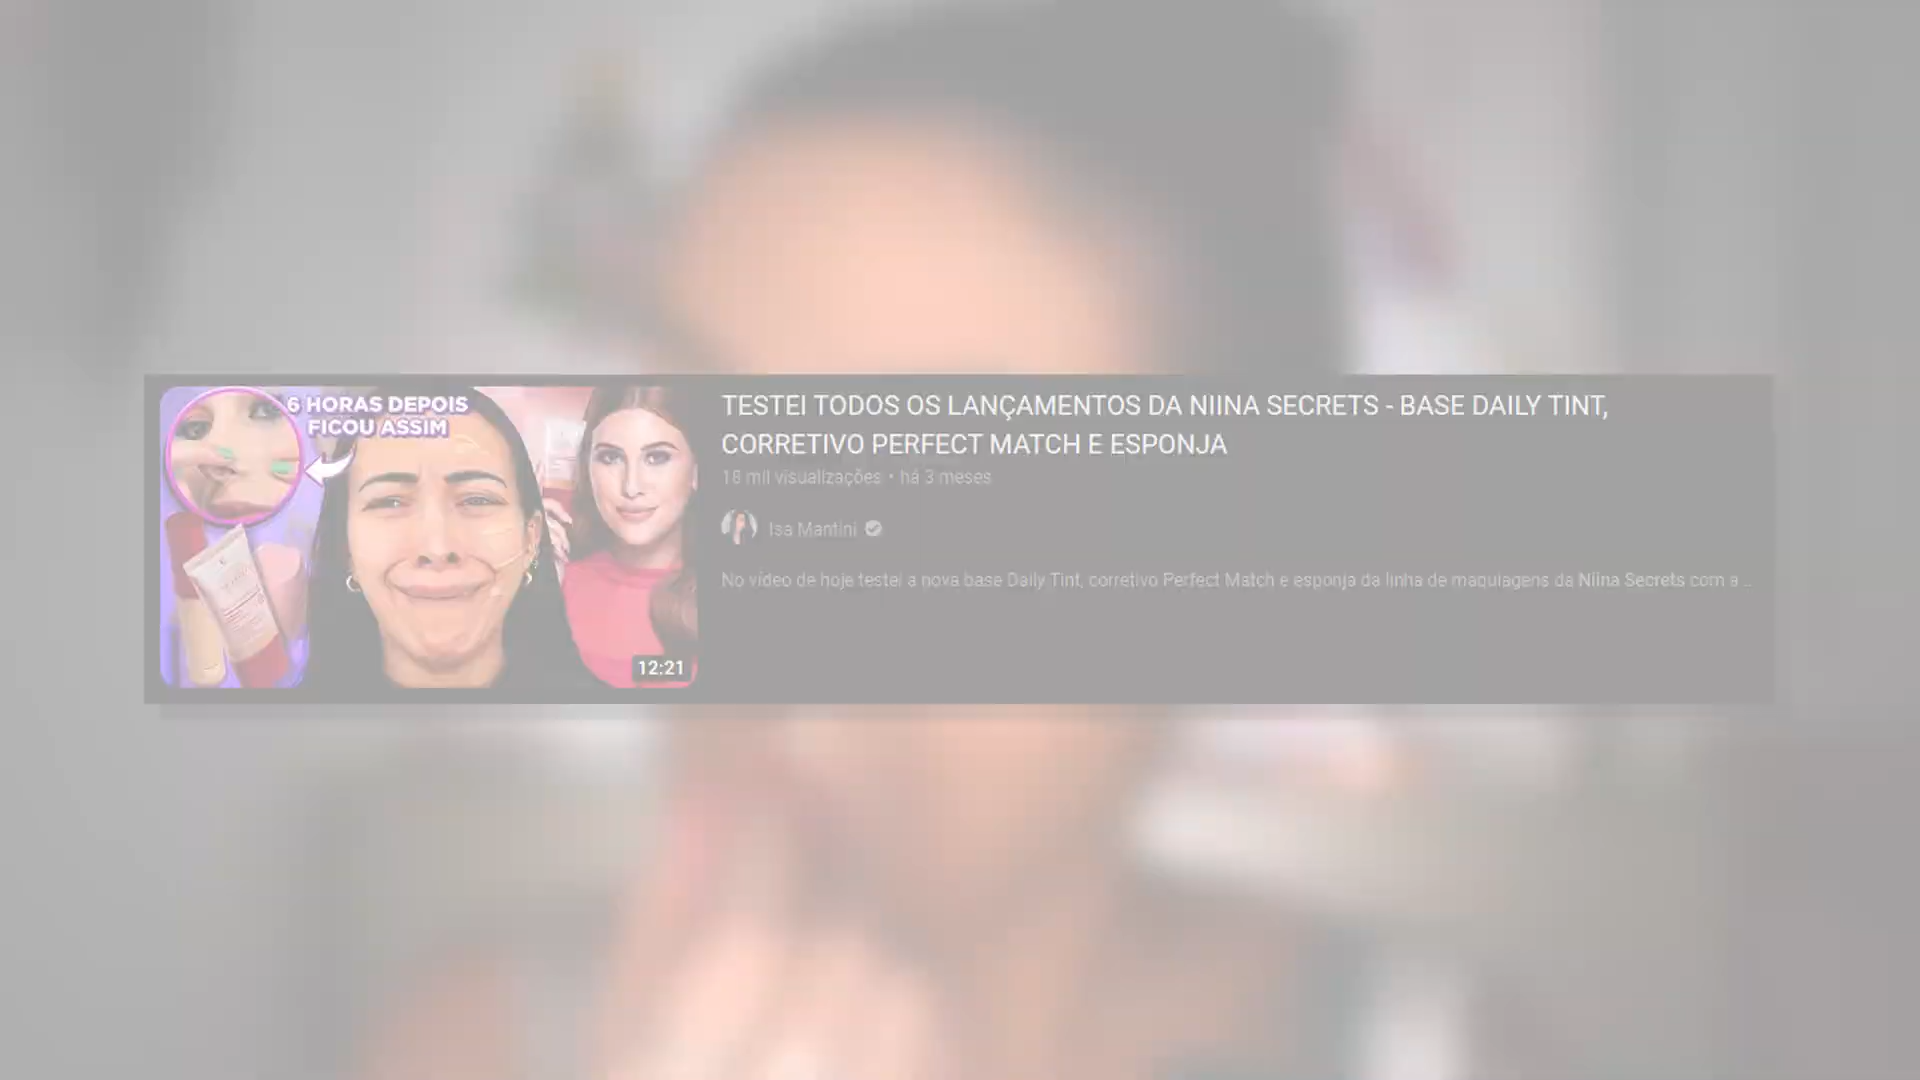 6 HORAS DEPOIS
FICOU ASSIM
12:21
TESTEI TODOS OS LANÇAMENTOS DA NIINA SECRETS - BASE DAILY TINT,
CORRETIVO PERFECT MATCH E ESPONJA
18 mil visualizações • há 3 meses
Isa Mantini
No vídeo de hoje testei a nova base Daily Tint, corretivo Perfect Match e esponja da linha de maquiagens da Niina Secrets com a ...